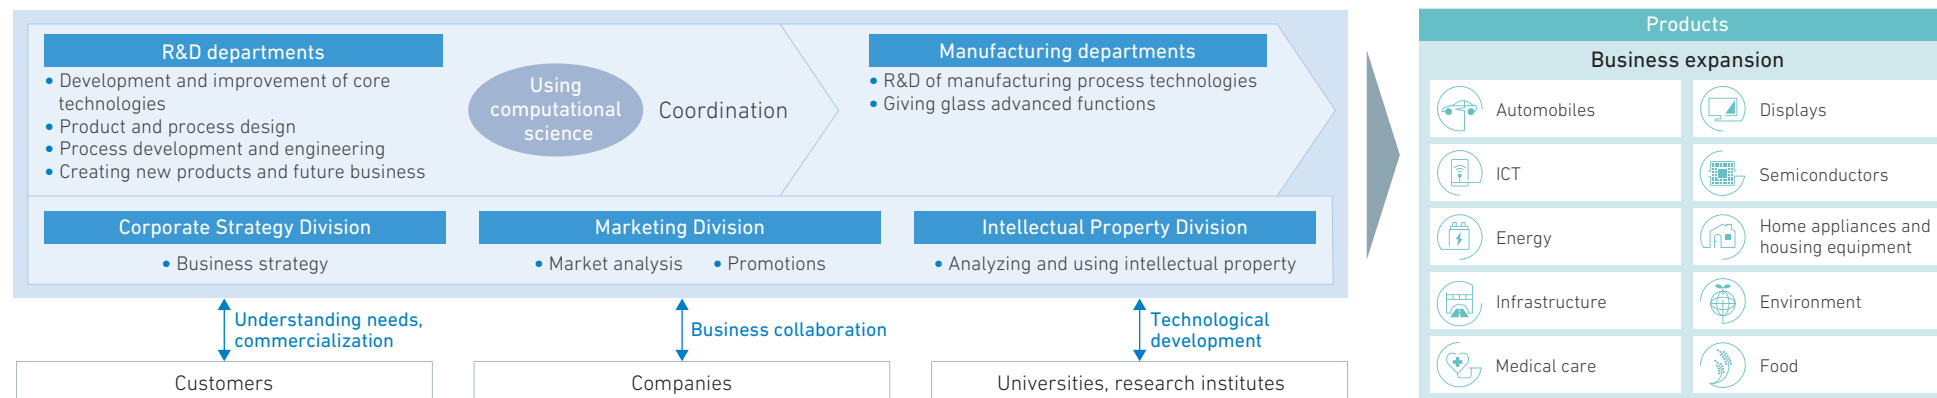 R&D departments
• Development and improvement of core
technologies
• Product and process design
• Process development and engineering
• Creating new products and future business
Using
computational
science
Coordination
Manufacturing departments
• R&D of manufacturing process technologies
• Giving glass advanced functions
Corporate Strategy Division
• Business strategy
Marketing Division
• Market analysis • Promotions
Intellectual Property Division
• Analyzing and using intellectual property
Understanding needs,
commercialization
Business collaboration
Technological
development
Customers
Companies
Universities, research institutes
Products
Business expansion
Automobiles
Displays
ICT
Semiconductors
Energy
Home appliances and
housing equipment
Infrastructure
Environment
Medical care
Food